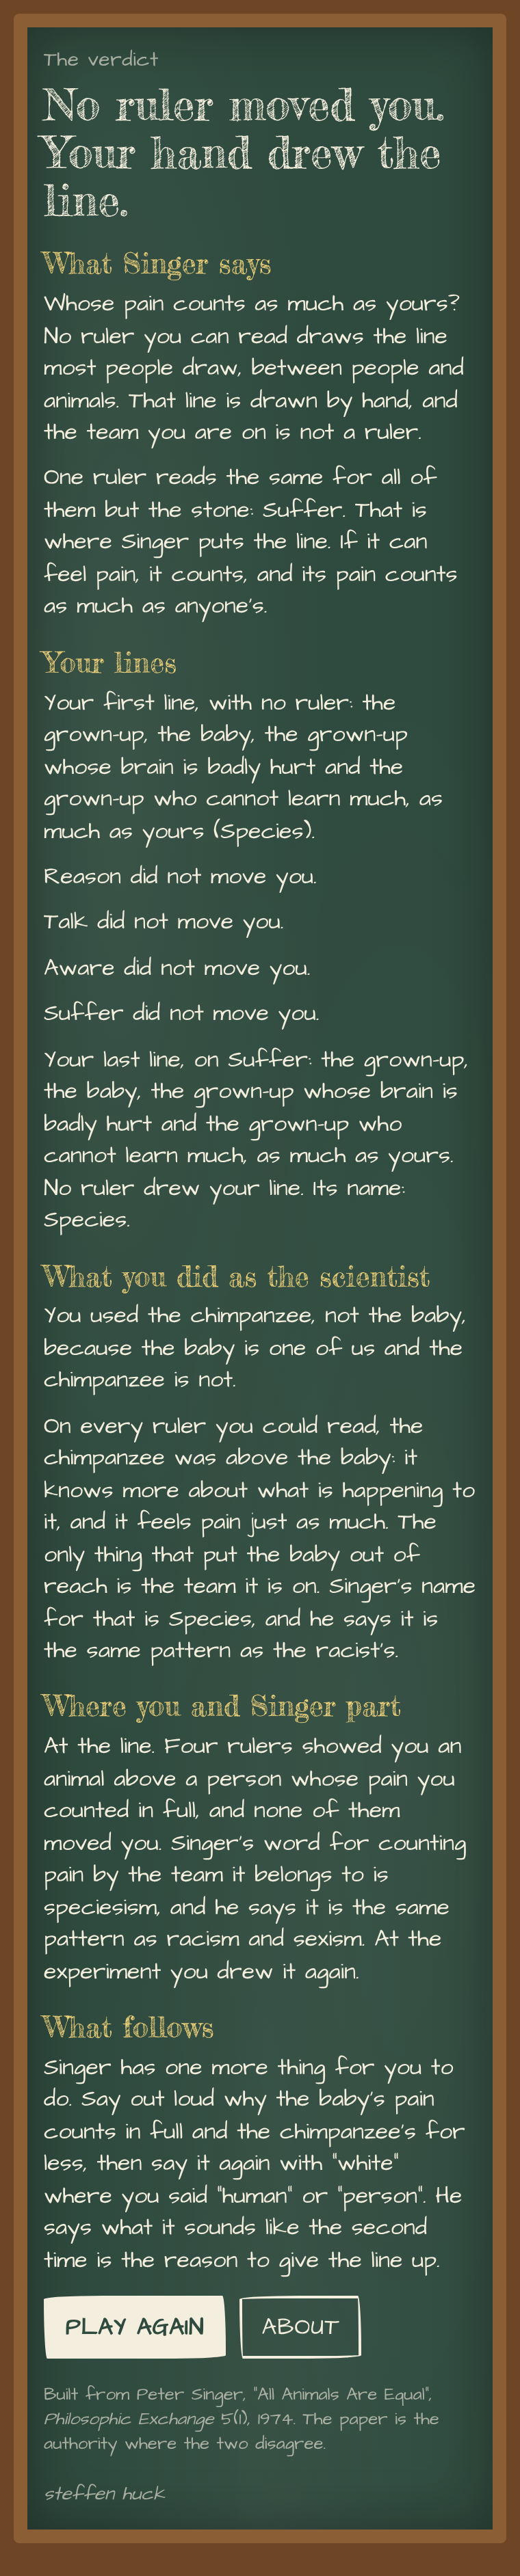 The verdict
No ruler moved you.
Your hand drew the
line.
What Singer says
Whose pain counts as much as yours?
No ruler you can read draws the line
most people draw, between people and
animals. That line is drawn by hand, and
the team you are on is not a ruler.
One ruler reads the same for all of
them but the stone: Suffer. That is
where Singer puts the line. If it can
feel pain, it counts, and its pain counts
as much as anyone's.
Your lines
Your first line, with no ruler: the
grown-up, the baby, the grown-up
whose brain is badly hurt and the
grown-up who cannot learn much, as
much as yours (Species).
Reason did not move you.
Talk did not move you.
Aware did not move you.
Suffer did not move you.
Your last line, on Suffer: the grown-up,
the baby, the grown-up whose brain is
badly hurt and the grown-up who
cannot learn much, as much as yours.
No ruler drew your line. Its name:
Species.
What you did as the scientist
You used the chimpanzee, not the baby,
because the baby is one of us and the
chimpanzee is not.
On every ruler you could read, the
chimpanzee was above the baby: it
knows more about what is happening to
it, and it feels pain just as much. The
only thing that put the baby out of
reach is the team it is on. Singer's name
for that is Species, and he says it is
the same pattern as the racist's.
Where you and Singer part
At the line. Four rulers showed you an
animal above a person whose pain you
counted in full, and none of them
moved you. Singer's word for counting
pain by the team it belongs to is
speciesism, and he says it is the same
pattern as racism and sexism. At the
experiment you drew it again.
What follows
Singer has one more thing for you to
do. Say out loud why the baby's pain
counts in full and the chimpanzee's for
less, then say it again with "white"
where you said "human" or "person". He
says what it sounds like the second
time is the reason to give the line up.
PLAY AGAIN ABOUT
Built from Peter Singer, "All Animals Are Equal",
Philosophic Exchange 5(1), 1974. The paper is the
authority where the two disagree.
steffen huck